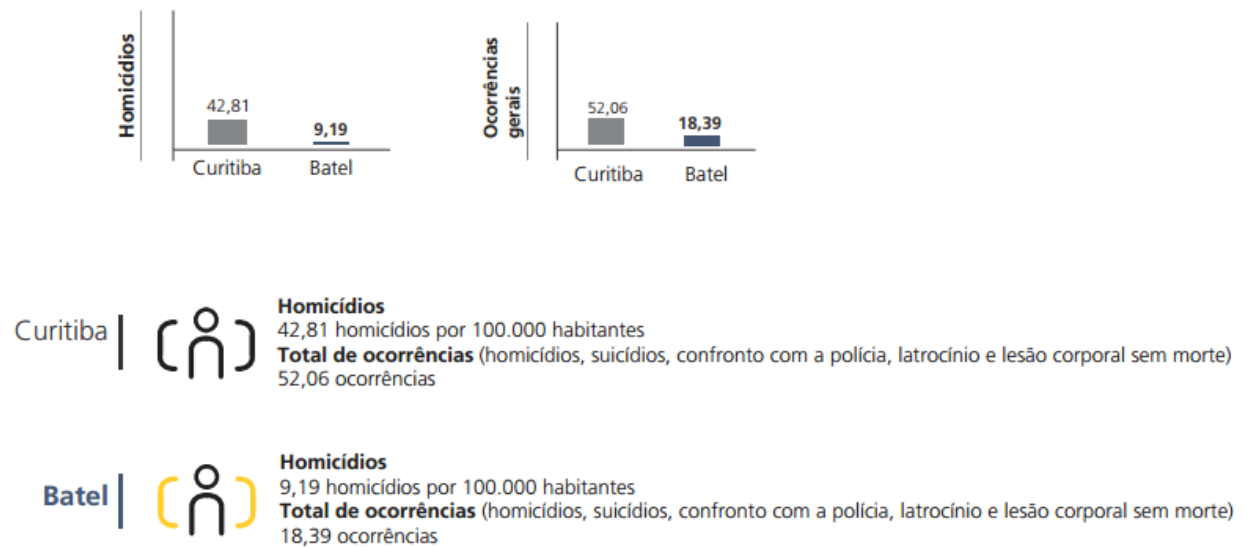 Homicídios
42,81
9,19
Curitiba
Batel
Ocorrências
gerais
52,06
18,39
Curitiba
Batel
Curitiba
Homicídios
42,81 homicídios por 100.000 habitantes
Total de ocorrências (homicídios, suicídios, confronto com a polícia, latrocínio e lesão corporal sem morte)
52,06 ocorrências
Batel
Homicídios
9,19 homicídios por 100.000 habitantes
Total de ocorrências (homicídios, suicídios, confronto com a polícia, latrocínio e lesão corporal sem morte)
18,39 ocorrências